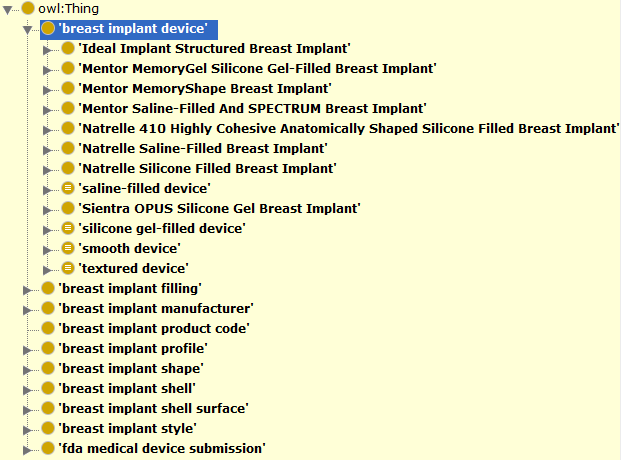 owl:Thing
'breast implant device'
'Ideal Implant Structured Breast Implant'
'Mentor MemoryGel Silicone Gel-Filled Breast Implant'
'Mentor MemoryShape Breast Implant'
'Mentor Saline-Filled And SPECTRUM Breast Implant'
'Natrelle 410 Highly Cohesive Anatomically Shaped Silicone Filled Breast Implant'
'Natrelle Saline-Filled Breast Implant'
'Natrelle Silicone Filled Breast Implant'
'saline-filled device'
'Sientra OPUS Silicone Gel Breast Implant'
'silicone gel-filled device'
'smooth device'
'textured device'
'breast implant filling'
'breast implant manufacturer'
'breast implant product code'
'breast implant profile'
'breast implant shape'
'breast implant shell'
'breast implant shell surface'
'breast implant style'
'fda medical device submission'